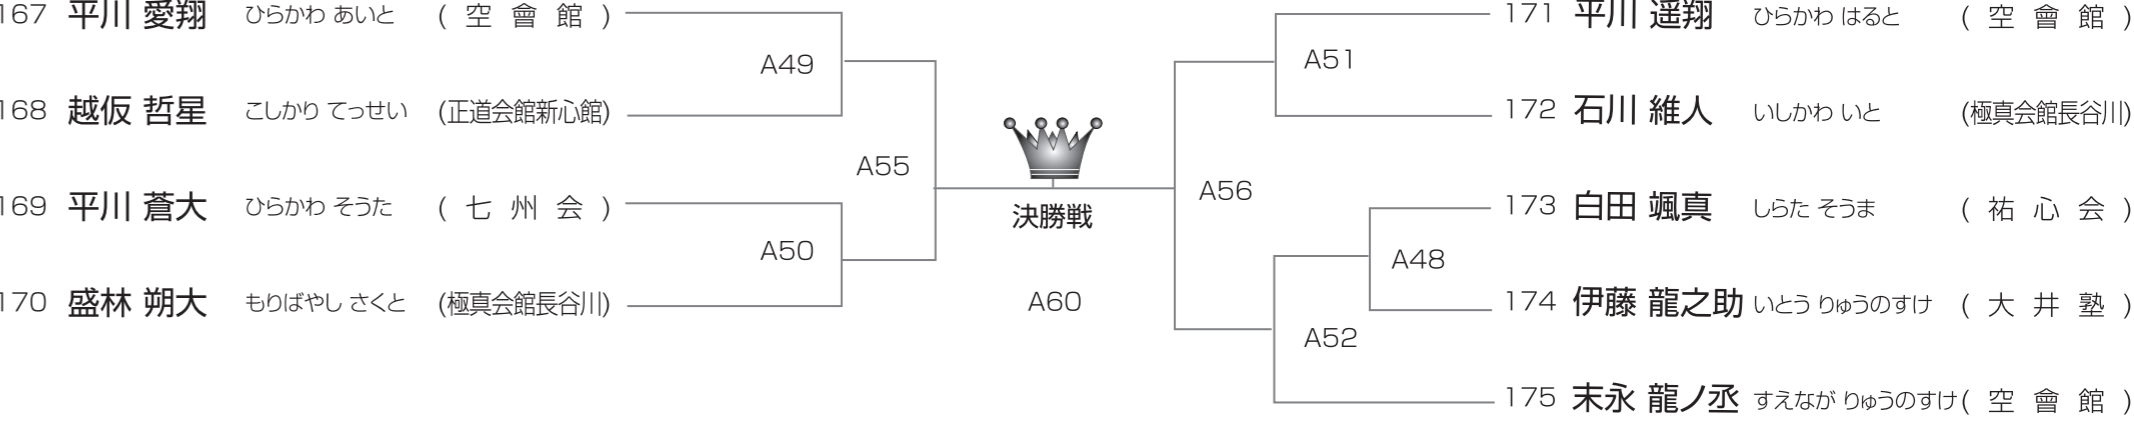 167 平川 愛翔 ひらかわ あいと (空會館)
A49
168 越仮 哲星 こしかり てっせい (正道会館新心館)
A55
169 平川 蒼大 ひらかわ そうた (七州会)
A50
170 盛林 朔大 もりばやし さくと (極真会館長谷川)
決勝戦
A60
171 平川 遥翔 ひらかわ はると (空會館)
A51
172 石川 維人 いしかわ いと (極真会館長谷川)
A56
173 白田 颯真 しらた そうま (祐心会)
A48
174 伊藤 龍之助 いとう りゅうのすけ (大井塾)
A52
175 末永 龍ノ丞 すえなが りゅうのすけ (空會館)